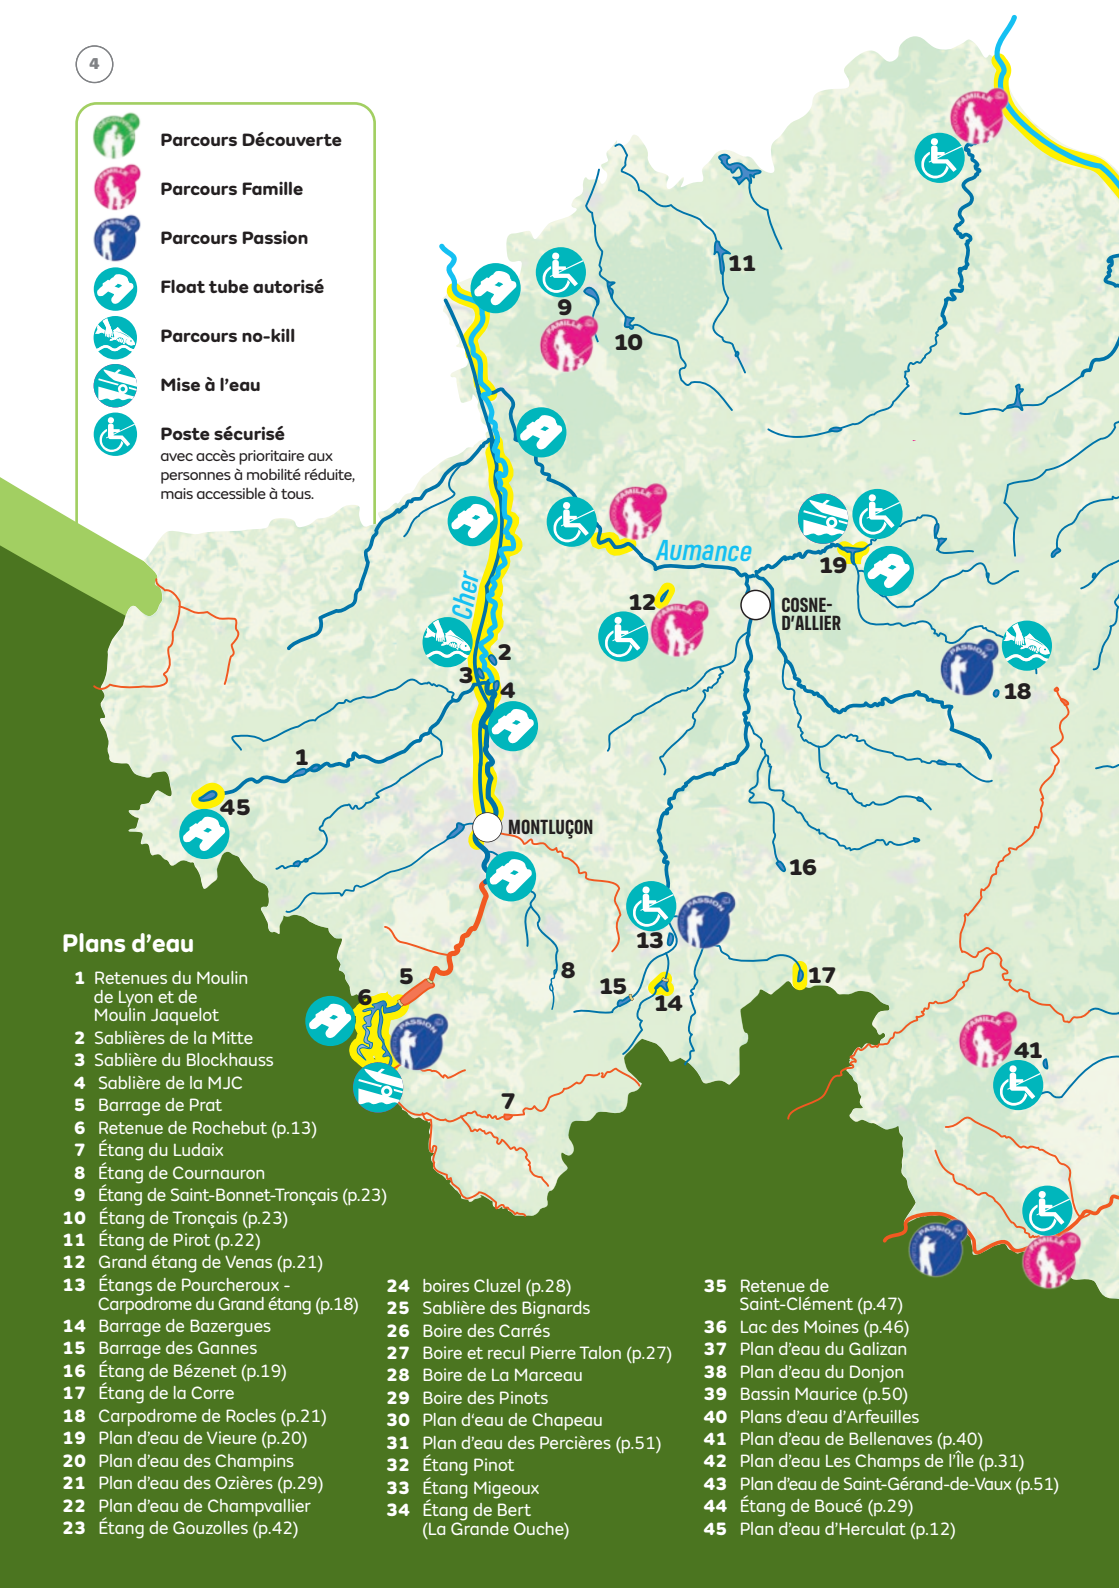 4
Parcours Découverte
FAMILLE
Parcours Famille
PASSION
Parcours Passion
Float tube autorisé
Parcours no-kill
Mise à l'eau
Poste sécurisé
avec accès prioritaire aux
personnes à mobilité réduite,
mais accessible à tous.
FAMILLE
11
9
FAMILLE
10
FAMILLE
Aumance
19
Cher
12
FAMILLE
COSNE-
D'ALLIER
2
3
4
PASSION
18
1
45
MONTLUÇON
16
PASSION
13
8
5
15
14
17
6
PASSION
FAMILLE
41
7
PASSION
FAMILLE
Plans d'eau
1 Retenues du Moulin
de Lyon et de
Moulin Jaquelot
2 Sablières de la Mitte
3 Sablière du Blockhauss
4 Sablière de la MJC
5 Barrage de Prat
6 Retenue de Rochebut (p.13)
7 Étang du Ludaix
8 Étang de Cournauron
9 Étang de Saint-Bonnet-Tronçais (p.23)
10 Étang de Tronçais (p.23)
11 Étang de Pirot (p.22)
12 Grand étang de Venas (p.21)
13 Étangs de Pourcheroux -
Carpodrome du Grand étang (p.18)
14 Barrage de Bazergues
15 Barrage des Gannes
16 Étang de Bézenet (p.19)
17 Étang de la Corre
18 Carpodrome de Rocles (p.21)
19 Plan d'eau de Vieure (p.20)
20 Plan d'eau des Champins
21 Plan d'eau des Ozières (p.29)
22 Plan d'eau de Champvallier
23 Étang de Gouzolles (p.42)
24 boires Cluzel (p.28)
25 Sablière des Bignards
26 Boire des Carrés
27 Boire et recul Pierre Talon (p.27)
28 Boire de La Marceau
29 Boire des Pinots
30 Plan d'eau de Chapeau
31 Plan d'eau des Percières (p.51)
32 Étang Pinot
33 Étang Migeoux
34 Étang de Bert
(La Grande Ouche)
35 Retenue de
Saint-Clément (p.47)
36 Lac des Moines (p.46)
37 Plan d'eau du Galizan
38 Plan d'eau du Donjon
39 Bassin Maurice (p.50)
40 Plans d'eau d'Arfeuilles
41 Plan d'eau de Bellenaves (p.40)
42 Plan d'eau Les Champs de l'Île (p.31)
43 Plan d'eau de Saint-Gérand-de-Vaux (p.51)
44 Étang de Boucé (p.29)
45 Plan d'eau d'Herculat (p.12)